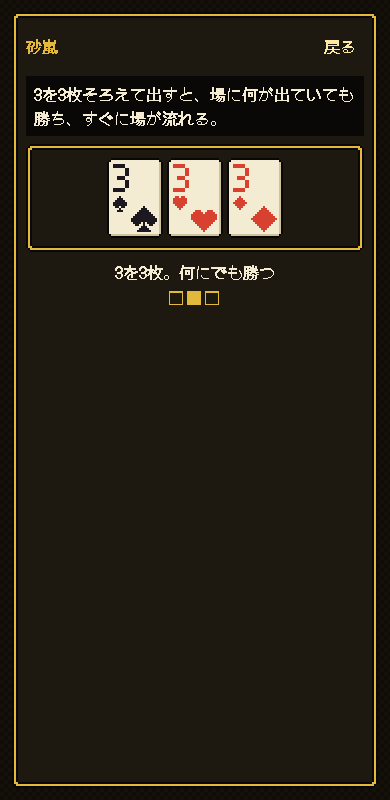 砂嵐
戻る
3を3枚そろえて出すと、場に何が出ていても
勝ち、すぐに場が流れる。
3 3 3
3を3枚。何にでも勝つ